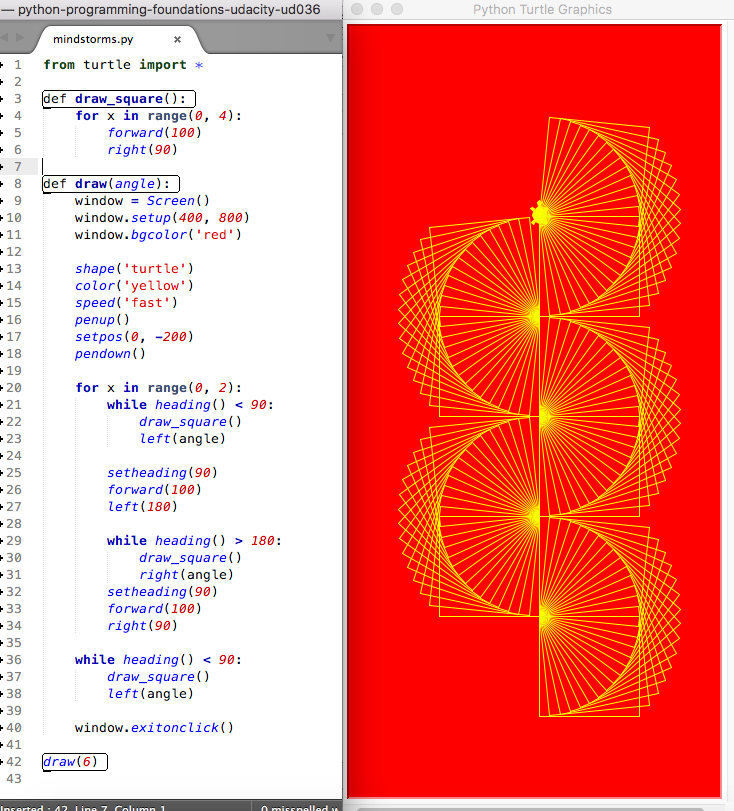 — python-programming-foundations-udacity-ud036
Python Turtle Graphics
mindstorms.py ×
1 from turtle import *
2
3 def draw_square():
4 for x in range(0, 4):
5 forward(100)
6 right(90)
7
8 def draw(angle):
9 window = Screen()
10 window.setup(400, 800)
11 window.bgcolor('red')
12
13 shape('turtle')
14 color('yellow')
15 speed('fast')
16 penup()
17 setpos(0, -200)
18 pendown()
19
20 for x in range(0, 2):
21 while heading() < 90:
22 draw_square()
23 left(angle)
24
25 setheading(90)
26 forward(100)
27 left(180)
28
29 while heading() > 180:
30 draw_square()
31 right(angle)
32 setheading(90)
33 forward(100)
34 right(90)
35
36 while heading() < 90:
37 draw_square()
38 left(angle)
39
40 window.exitonclick()
41
42 draw(6)
43
Inserted : 42, Line 7, Column 1 0 misspelled w